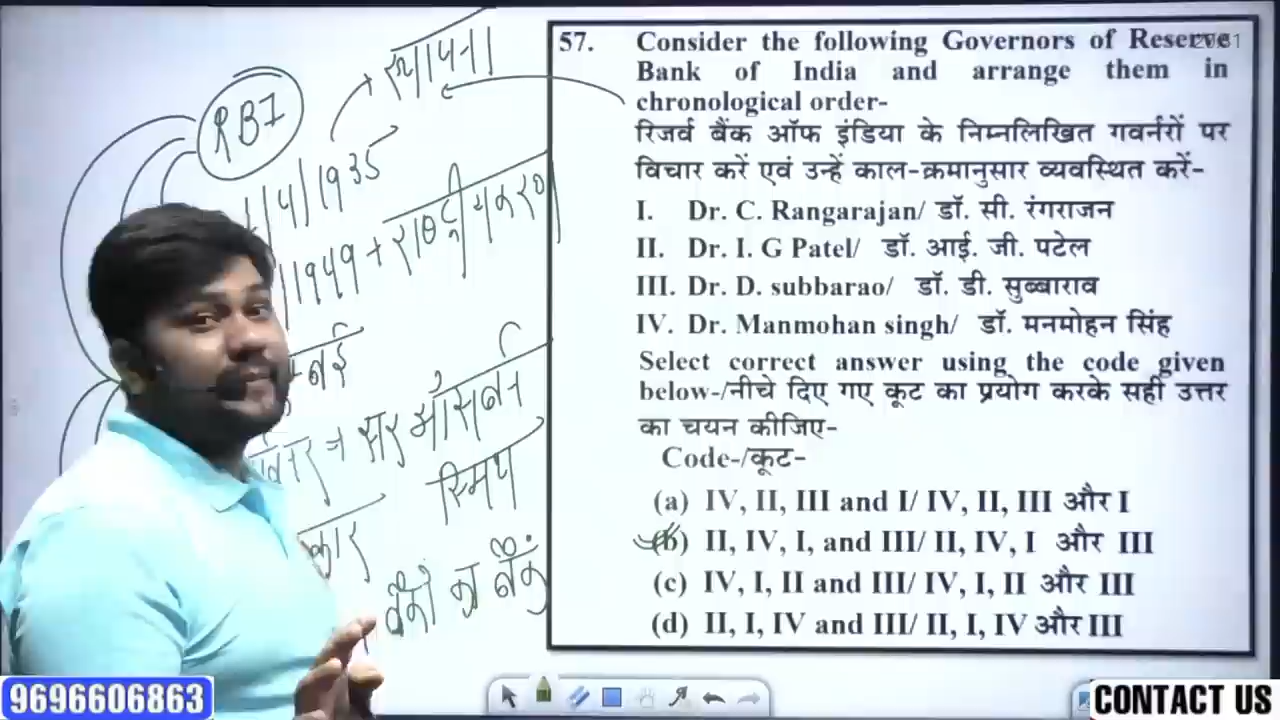 RBI
स्थापना
1/4/1935
/1949 → राष्ट्रीयकरण
सर ऑसबर्न
स्मिथ
बैंकों का बैंक
57. Consider the following Governors of Reserve
Bank of India and arrange them in
chronological order-
रिजर्व बैंक ऑफ इंडिया के निम्नलिखित गवर्नरों पर
विचार करें एवं उन्हें काल-क्रमानुसार व्यवस्थित करें-
I. Dr. C. Rangarajan/ डॉ. सी. रंगराजन
II. Dr. I. G Patel/ डॉ. आई. जी. पटेल
III. Dr. D. subbarao/ डॉ. डी. सुब्बाराव
IV. Dr. Manmohan singh/ डॉ. मनमोहन सिंह
Select correct answer using the code given
below-/नीचे दिए गए कूट का प्रयोग करके सही उत्तर
का चयन कीजिए-
Code-/कूट-
(a) IV, II, III and I/ IV, II, III और I
(b) II, IV, I, and III/ II, IV, I और III
(c) IV, I, II and III/ IV, I, II और III
(d) II, I, IV and III/ II, I, IV और III
9696606863
CONTACT US